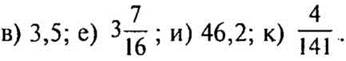 в) 3,5; е) 3 7/16; и) 46,2; к) 4/141.